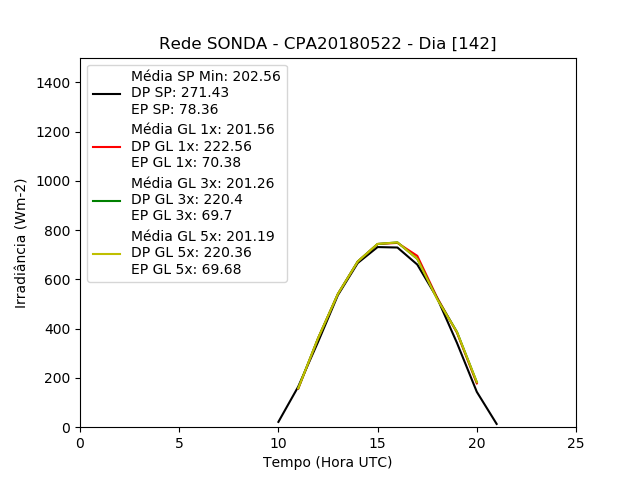 Rede SONDA - CPA20180522 - Dia [142]
Média SP Min: 202.56
DP SP: 271.43
EP SP: 78.36
Média GL 1x: 201.56
DP GL 1x: 222.56
EP GL 1x: 70.38
Média GL 3x: 201.26
DP GL 3x: 220.4
EP GL 3x: 69.7
Média GL 5x: 201.19
DP GL 5x: 220.36
EP GL 5x: 69.68
Irradiância (Wm-2)
1400
1200
1000
800
600
400
200
0
0 5 10 15 20 25
Tempo (Hora UTC)